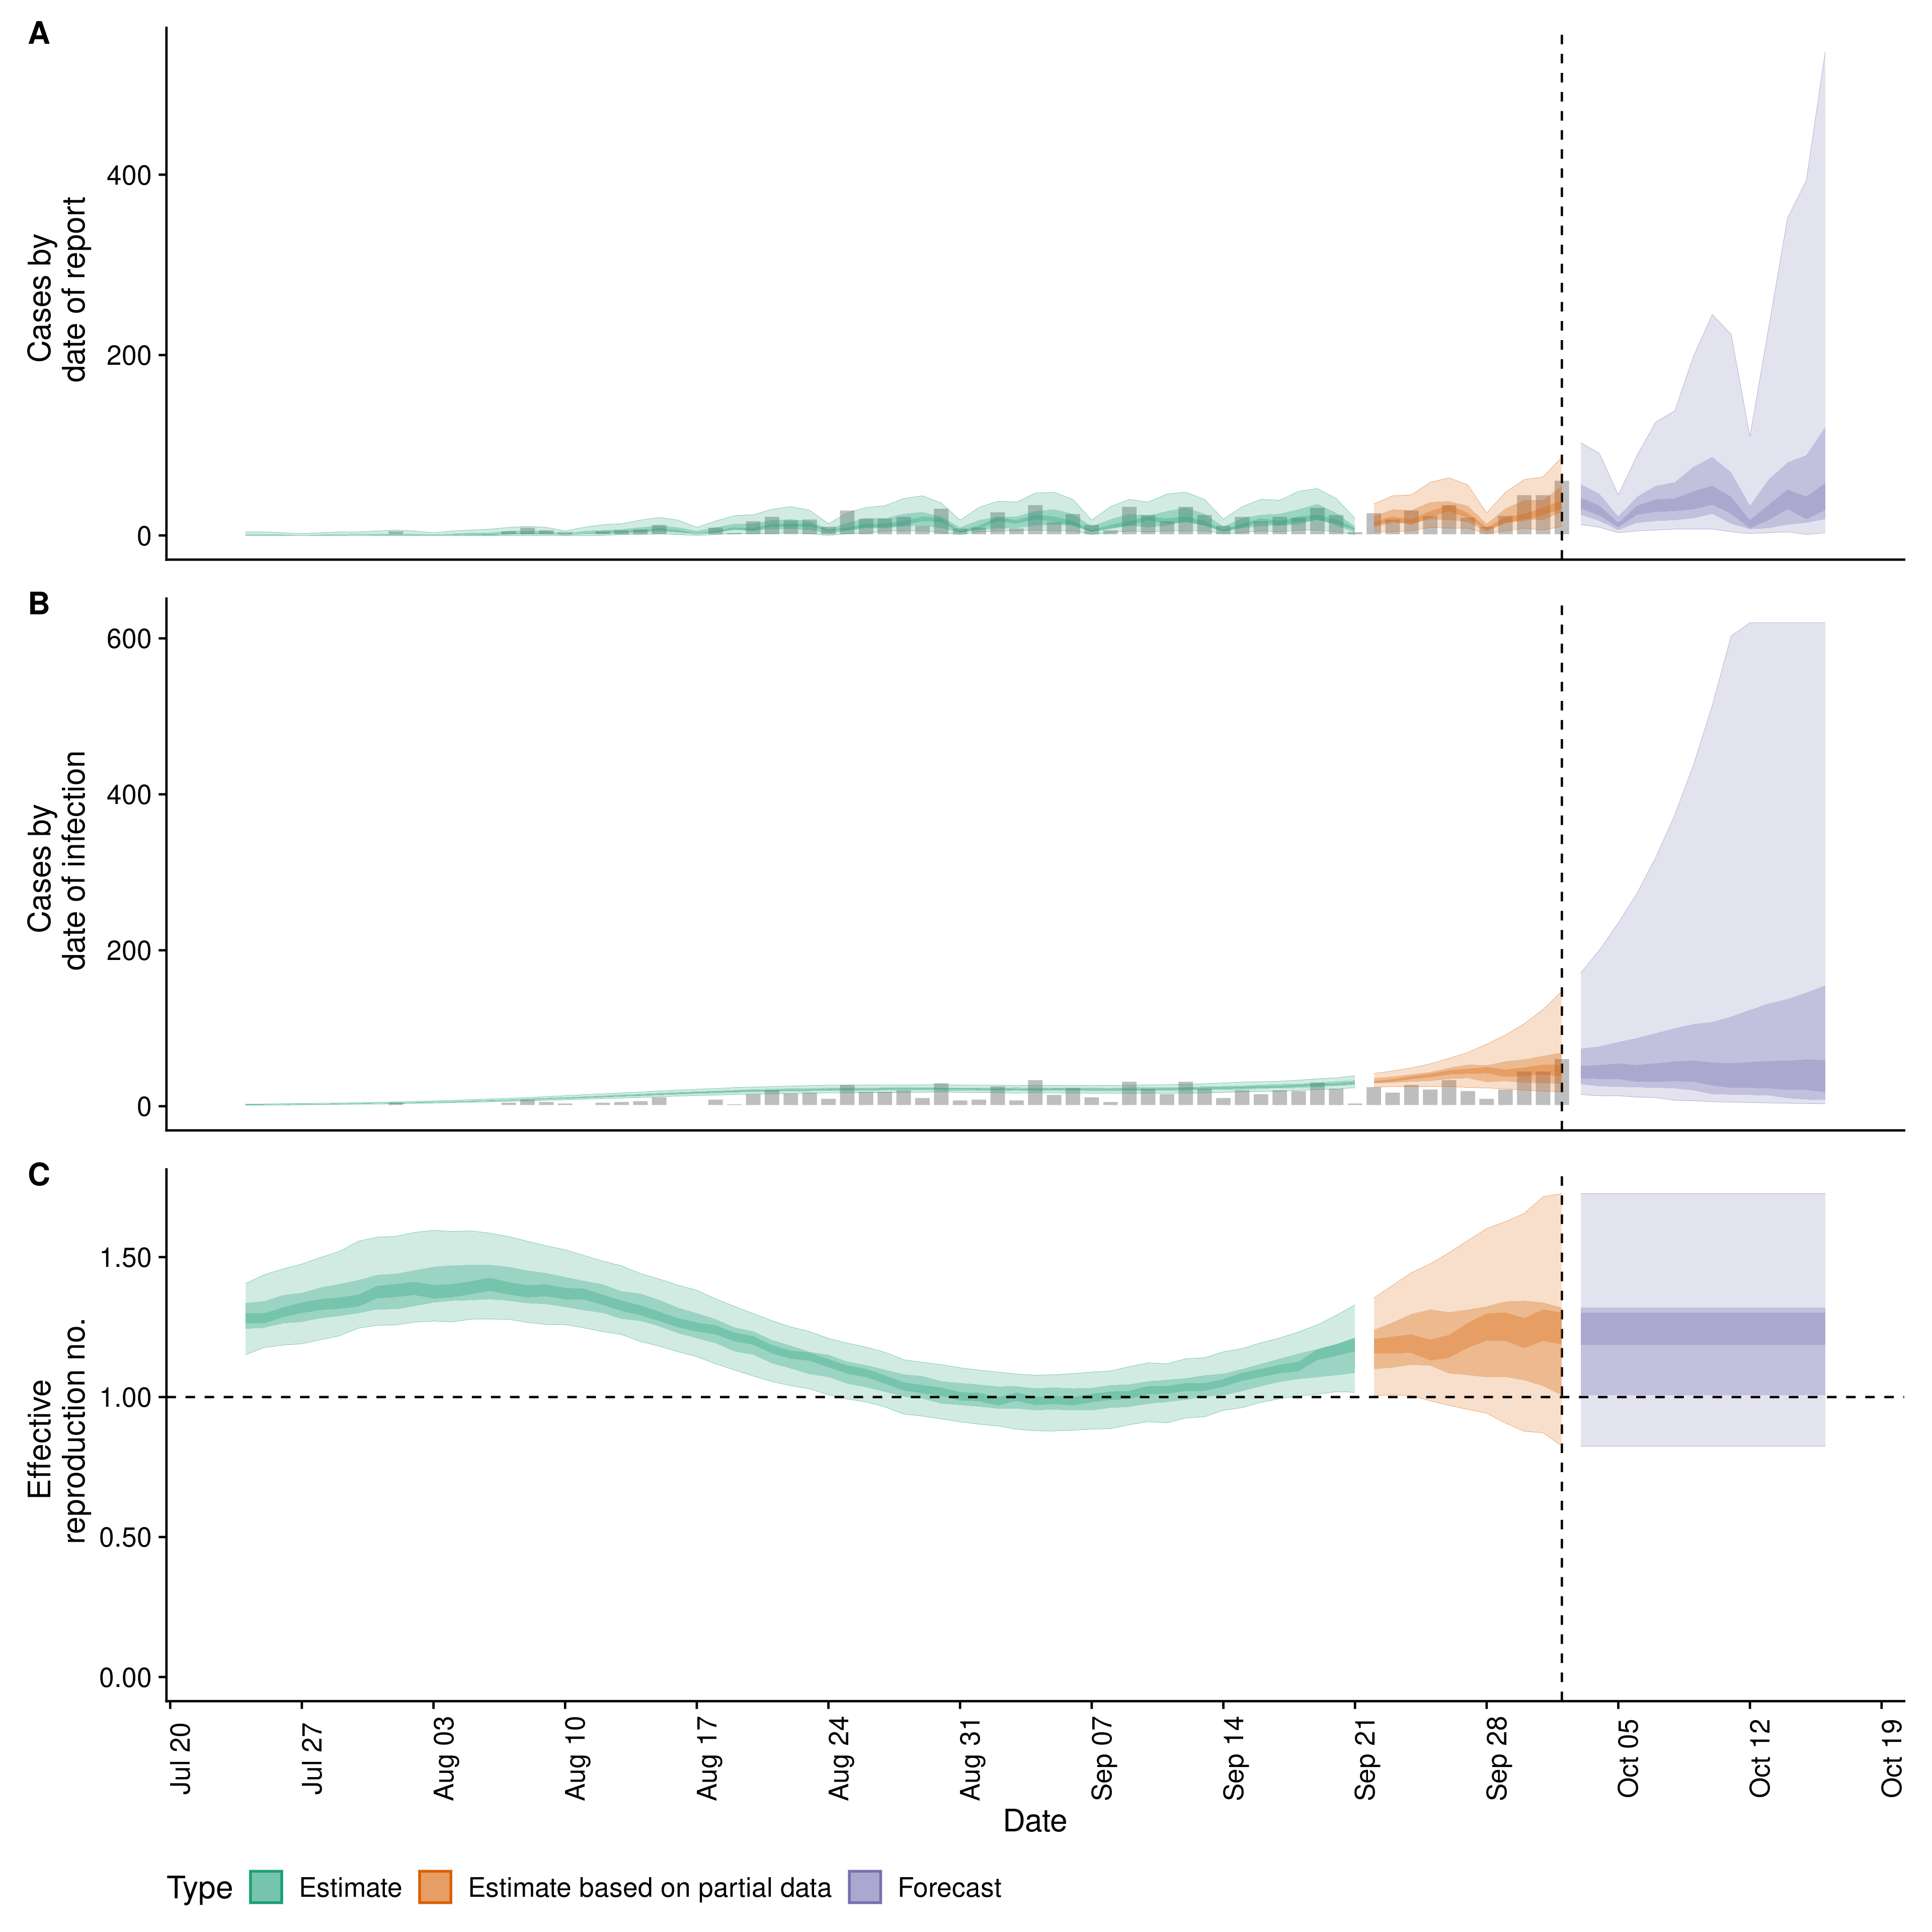 A
Cases by
date of report
400
200
0
B
Cases by
date of infection
600
400
200
0
C
Effective
reproduction no.
1.50
1.00
0.50
0.00
Jul 20
Jul 27
Aug 03
Aug 10
Aug 17
Aug 24
Aug 31
Sep 07
Sep 14
Sep 21
Sep 28
Oct 05
Oct 12
Oct 19
Date
Type Estimate Estimate based on partial data Forecast